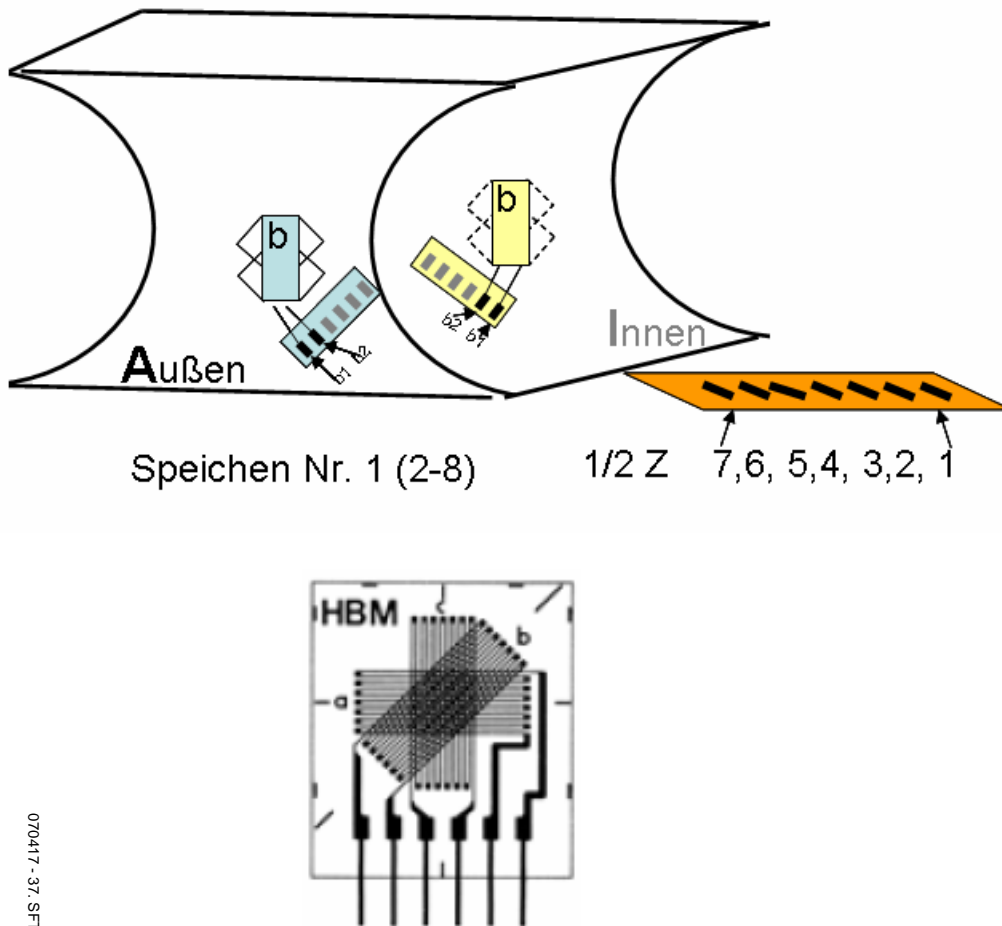 b
b
b1
b2
b2
b1
Außen
Innen
Speichen Nr. 1 (2-8)
1/2 Z 7,6, 5,4, 3,2, 1
HBM
c
b
a
070417 - 37. SFT